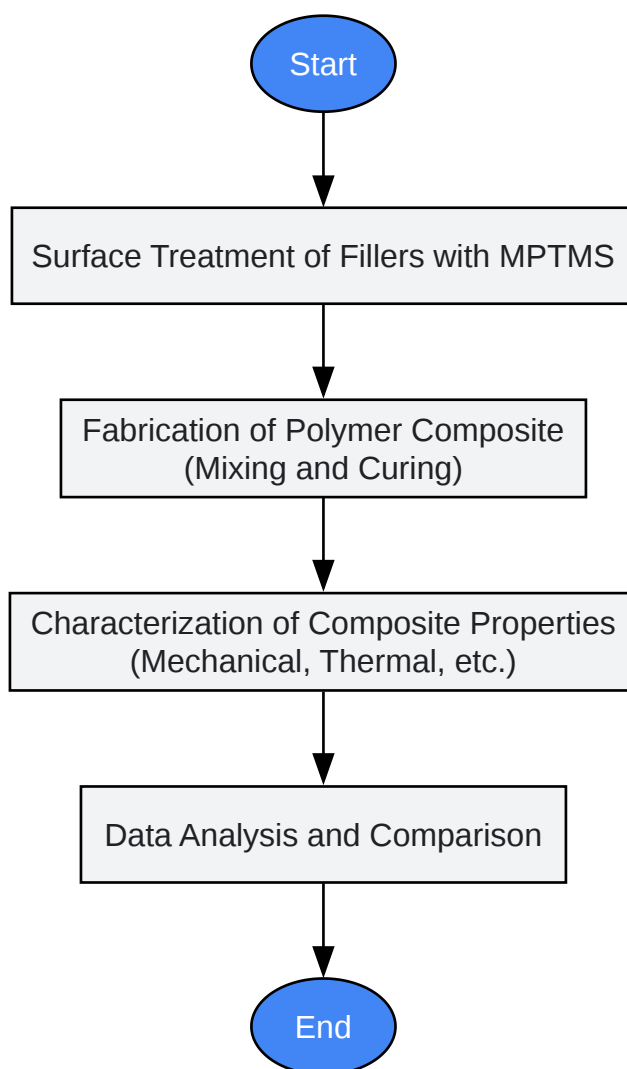 Start
Surface Treatment of Fillers with MPTMS
Fabrication of Polymer Composite
(Mixing and Curing)
Characterization of Composite Properties
(Mechanical, Thermal, etc.)
Data Analysis and Comparison
End